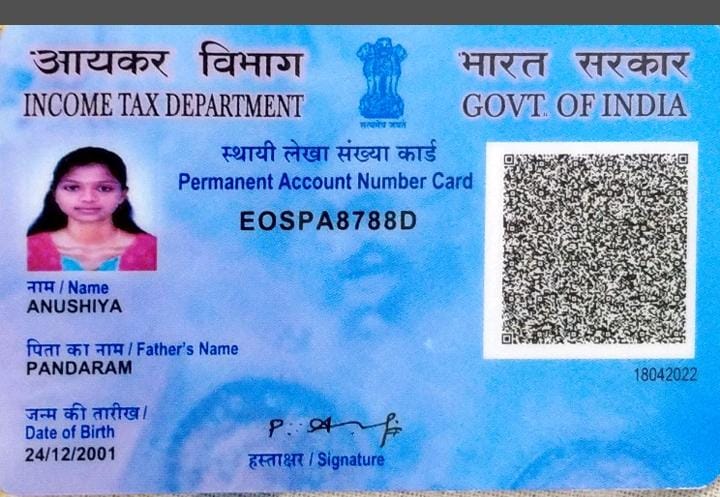 आयकर विभाग
INCOME TAX DEPARTMENT
सत्यमेव जयते
भारत सरकार
GOVT. OF INDIA
स्थायी लेखा संख्या कार्ड
Permanent Account Number Card
EOSPA8788D
नाम / Name
ANUSHIYA
पिता का नाम / Father's Name
PANDARAM
18042022
जन्म की तारीख /
Date of Birth
24/12/2001
हस्ताक्षर / Signature